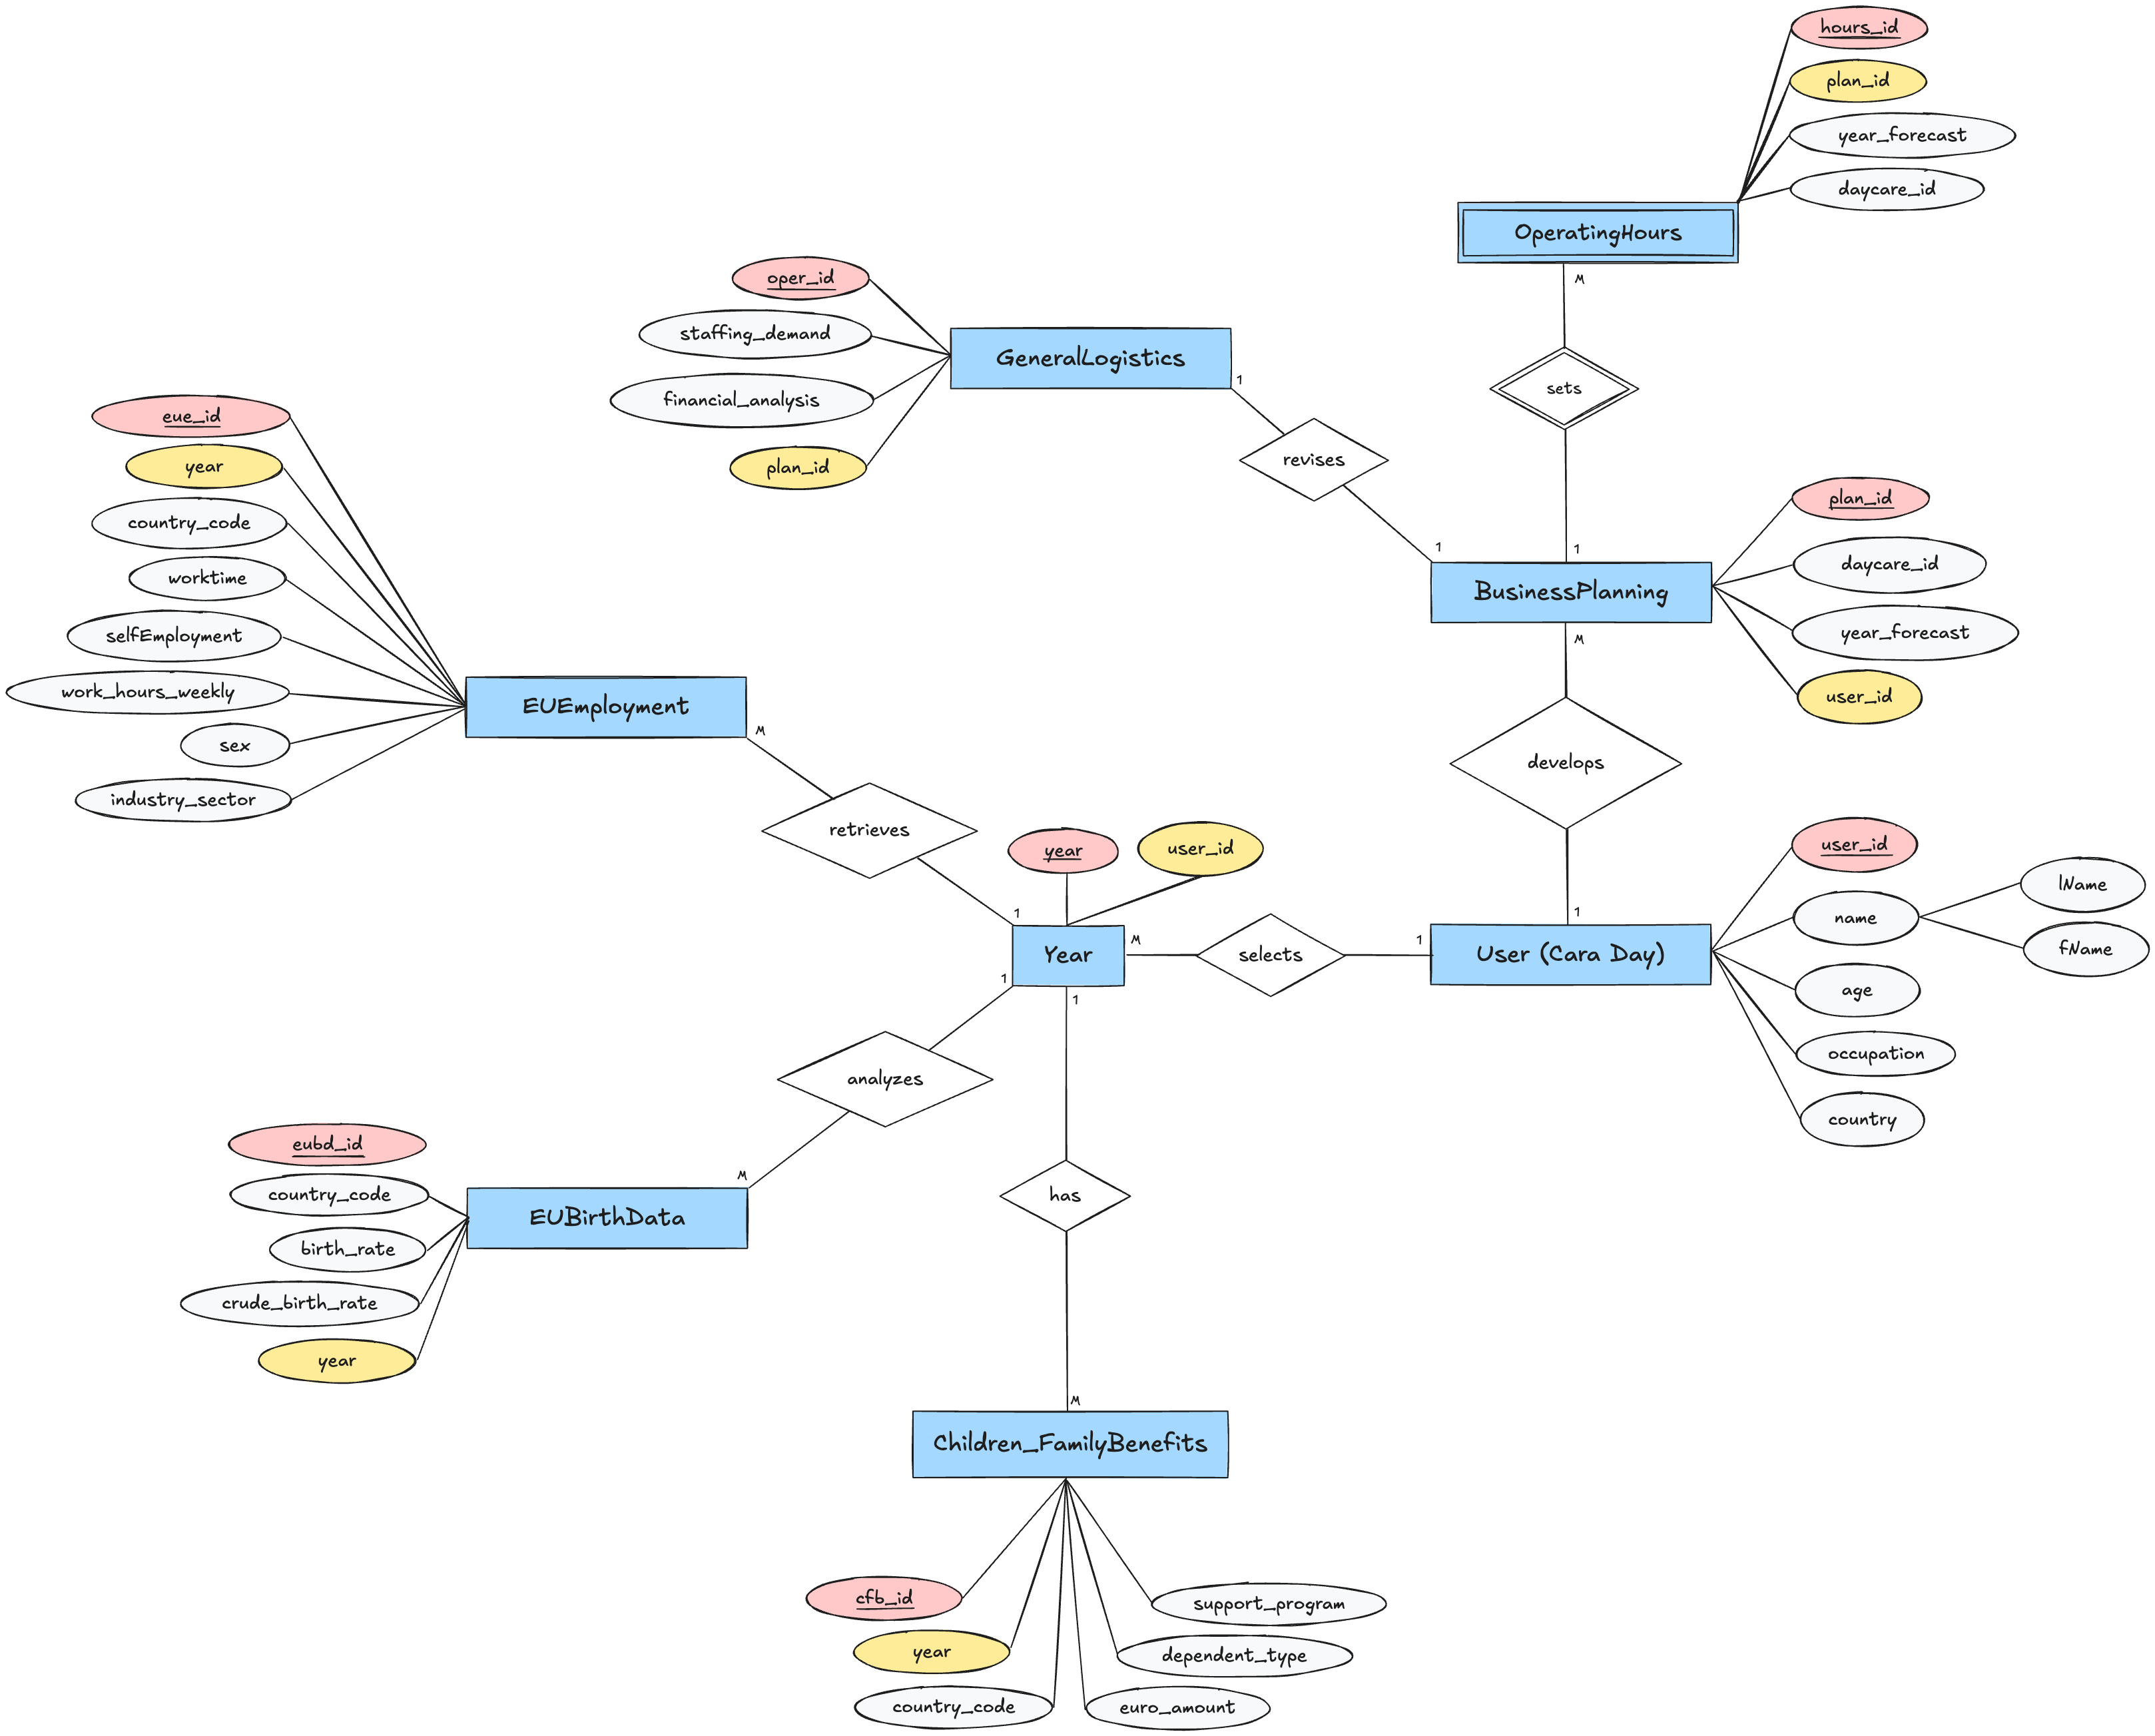 hours_id
plan_id
year_forecast
daycare_id
OperatingHours
M
sets
1
oper_id
staffing_demand
financial_analysis
plan_id
GeneralLogistics
1
revises
1
plan_id
daycare_id
year_forecast
user_id
BusinessPlanning
M
develops
1
eue_id
year
country_code
worktime
selfEmployment
work_hours_weekly
sex
industry_sector
EUEmployment
M
retrieves
1
year
user_id
Year
M
selects
1
User (Cara Day)
user_id
name
lName
fName
age
occupation
country
1
analyzes
M
eubd_id
country_code
birth_rate
crude_birth_rate
year
EUBirthData
1
has
M
Children_FamilyBenefits
cfb_id
year
country_code
support_program
dependent_type
euro_amount